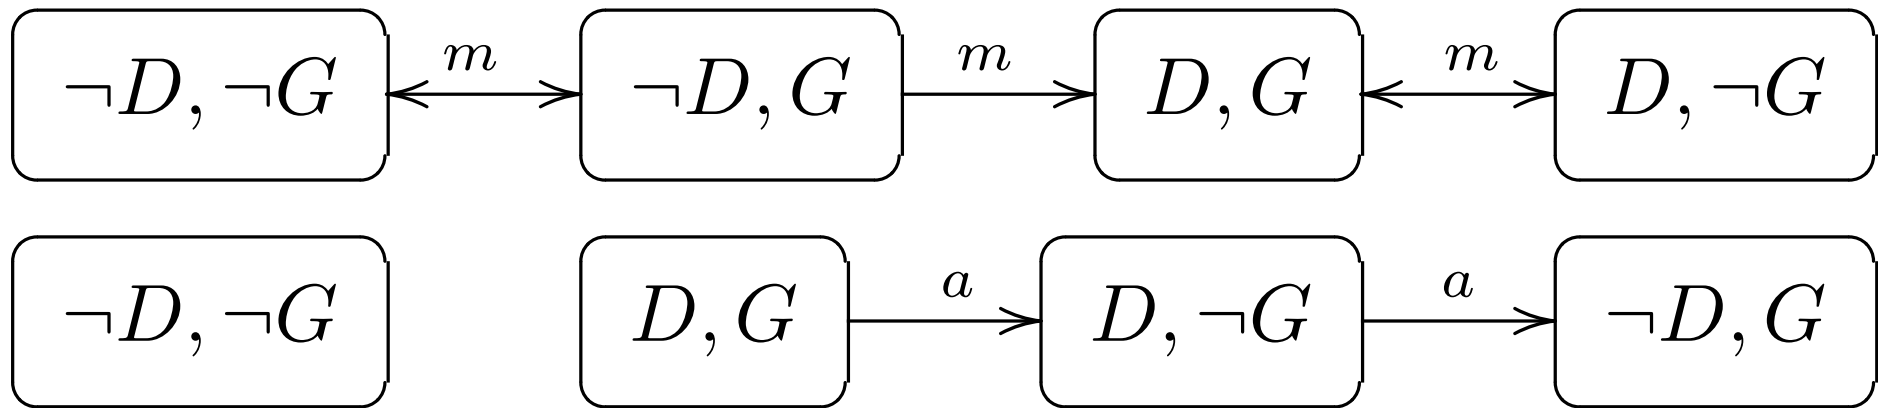 ¬D, ¬G m ¬D, G m D, G m D, ¬G
¬D, ¬G D, G a D, ¬G a ¬D, G